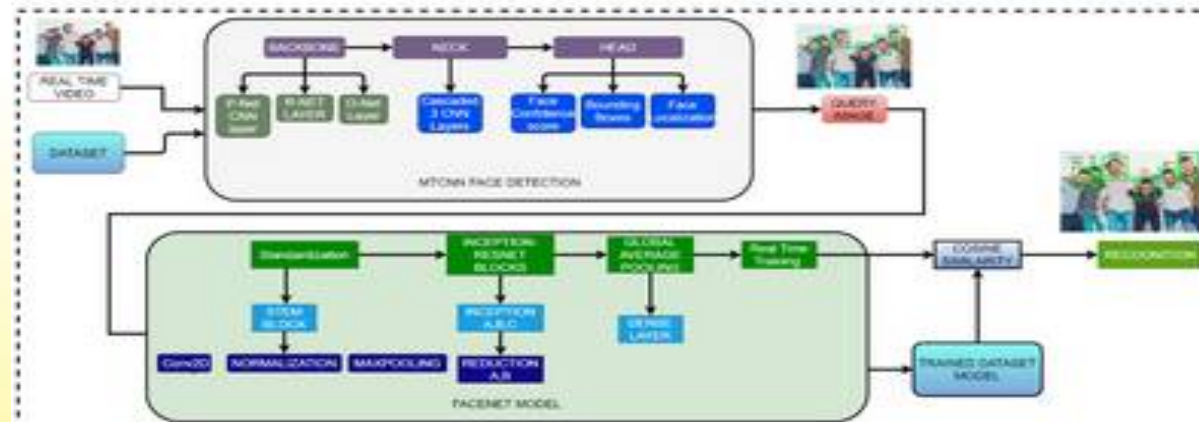 BACKBONE
NECK
HEAD
REAL TIME
VIDEO
P-Net
CNN
layer
R-NET
LAYER
O-Net
Layer
Cascaded
3 CNN
Layers
Face
Confidence
score
Bounding
Boxes
Face
Localization
QUERY
IMAGE
DATASET
MTCNN FACE DETECTION
Standardization
INCEPTION
RESNET
BLOCKS
GLOBAL
AVERAGE
POOLING
Real Time
Training
COSINE
SIMILARITY
RECOGNITION
STEM
BLOCK
INCEPTION
A,B,C
DENSE
LAYER
Conv2D
NORMALIZATION
MAXPOOLING
REDUCTION
A,B
TRAINED DATASET
MODEL
FACENET MODEL